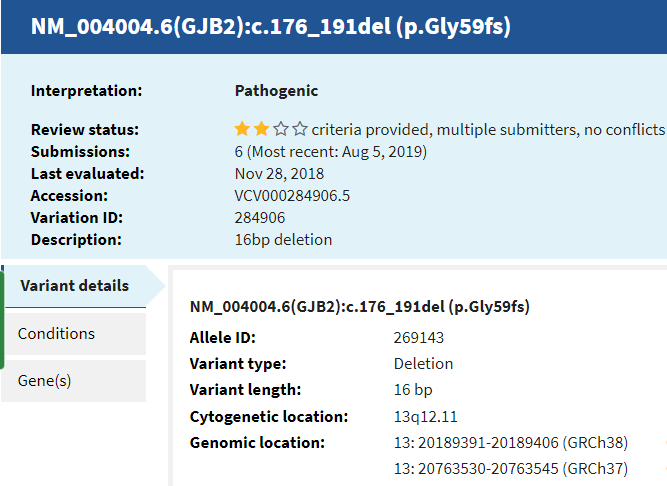 NM_004004.6(GJB2):c.176_191del (p.Gly59fs)
Interpretation: Pathogenic
Review status: criteria provided, multiple submitters, no conflicts
Submissions: 6 (Most recent: Aug 5, 2019)
Last evaluated: Nov 28, 2018
Accession: VCV000284906.5
Variation ID: 284906
Description: 16bp deletion
Variant details
Conditions
Gene(s)
NM_004004.6(GJB2):c.176_191del (p.Gly59fs)
Allele ID: 269143
Variant type: Deletion
Variant length: 16 bp
Cytogenetic location: 13q12.11
Genomic location: 13: 20189391-20189406 (GRCh38)
13: 20763530-20763545 (GRCh37)